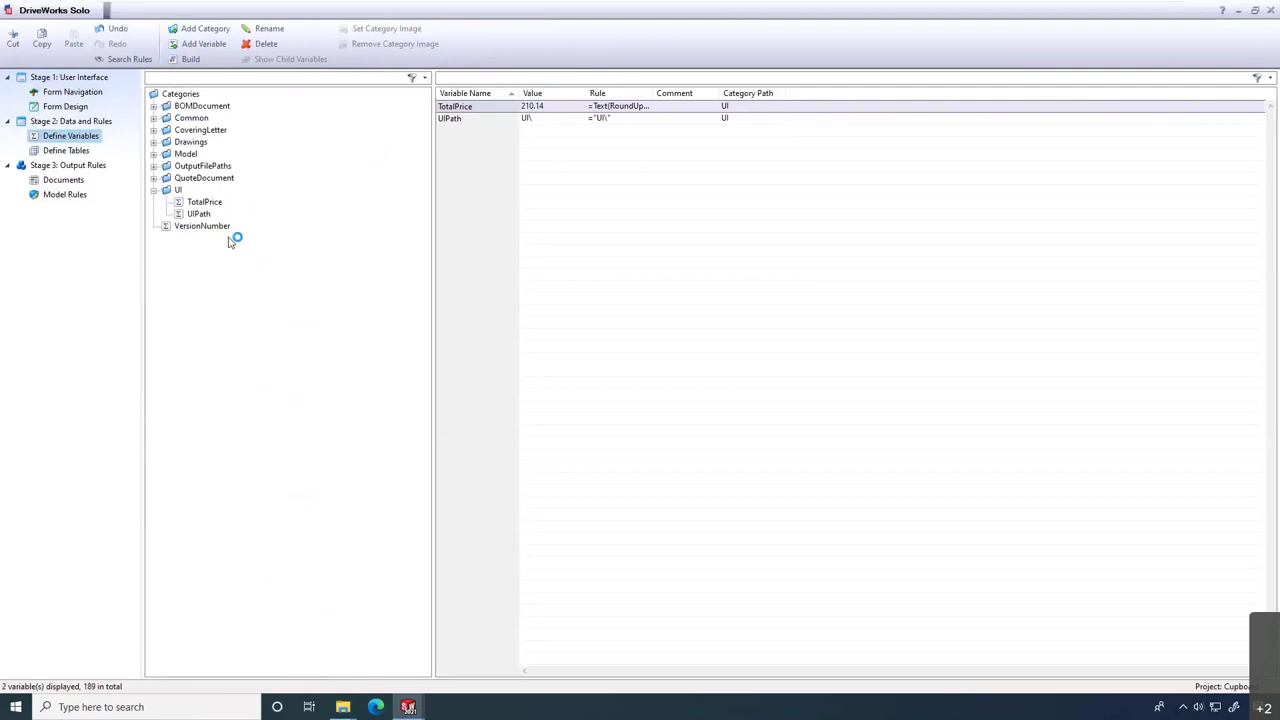 DriveWorks Solo
Cut
Copy
Paste
Undo
Redo
Search Rules
Add Category
Add Variable
Build
Rename
Delete
Show Child Variables
Set Category Image
Remove Category Image
Stage 1: User Interface
Form Navigation
Form Design
Stage 2: Data and Rules
Define Variables
Define Tables
Stage 3: Output Rules
Documents
Model Rules
Categories
BOMDocument
Common
CoveringLetter
Drawings
Model
OutputFilePaths
QuoteDocument
UI
TotalPrice
UIPath
VersionNumber
Variable Name Value Rule Comment Category Path
TotalPrice 210.14 =Text(RoundUp... UI
UIPath UI\ ="UI\" UI
2 variable(s) displayed, 189 in total
Project: Cupbo
Type here to search
+2